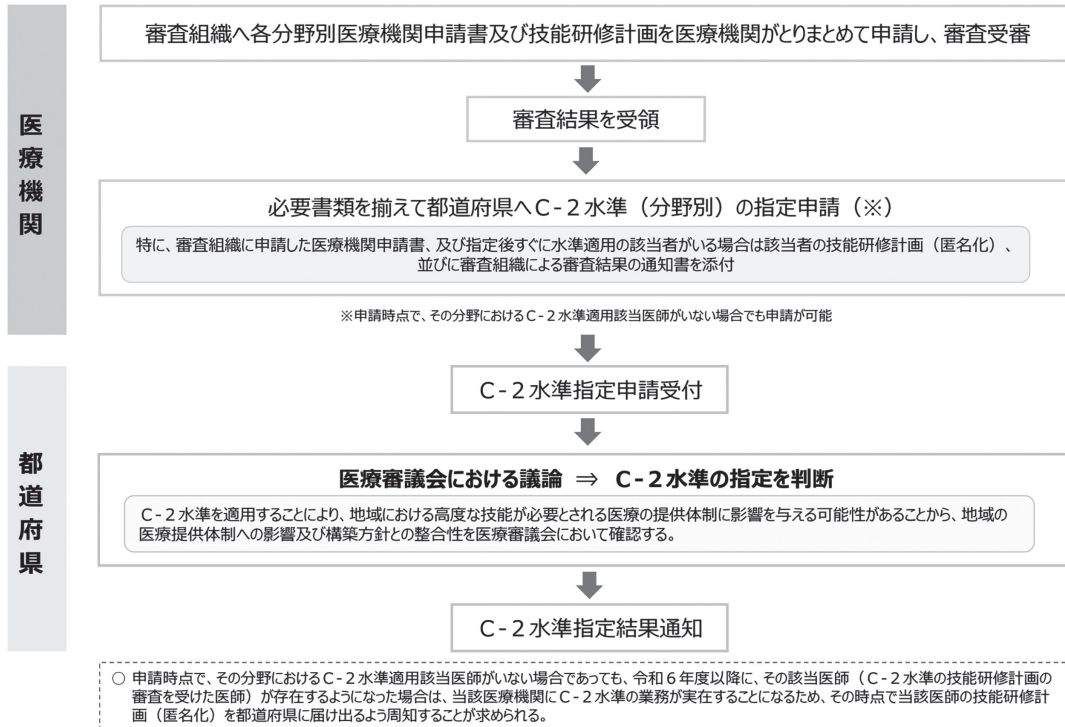 医療機関
審査組織へ各分野別医療機関申請書及び技能研修計画を医療機関がとりまとめて申請し、審査受審
審査結果を受領
必要書類を揃えて都道府県へC-2水準（分野別）の指定申請（※）
特に、審査組織に申請した医療機関申請書、及び指定後すぐに水準適用の該当者がいる場合は該当者の技能研修計画（匿名化）、
並びに審査組織による審査結果の通知書を添付
※申請時点で、その分野におけるC-2水準適用該当医師がいない場合でも申請が可能
都道府県
C-2水準指定申請受付
医療審議会における議論 ⇒ C-2水準の指定を判断
C-2水準を適用することにより、地域における高度な技能が必要とされる医療の提供体制に影響を与える可能性があることから、地域の
医療提供体制への影響及び構築方針との整合性を医療審議会において確認する。
C-2水準指定結果通知
○ 申請時点で、その分野におけるC-2水準適用該当医師がいない場合であっても、令和6年度以降に、その該当医師（C-2水準の技能研修計画の
審査を受けた医師）が存在するようになった場合は、当該医療機関にC-2水準の業務が実在することになるため、その時点で当該医師の技能研修計
画（匿名化）を都道府県に届け出るよう周知することが求められる。